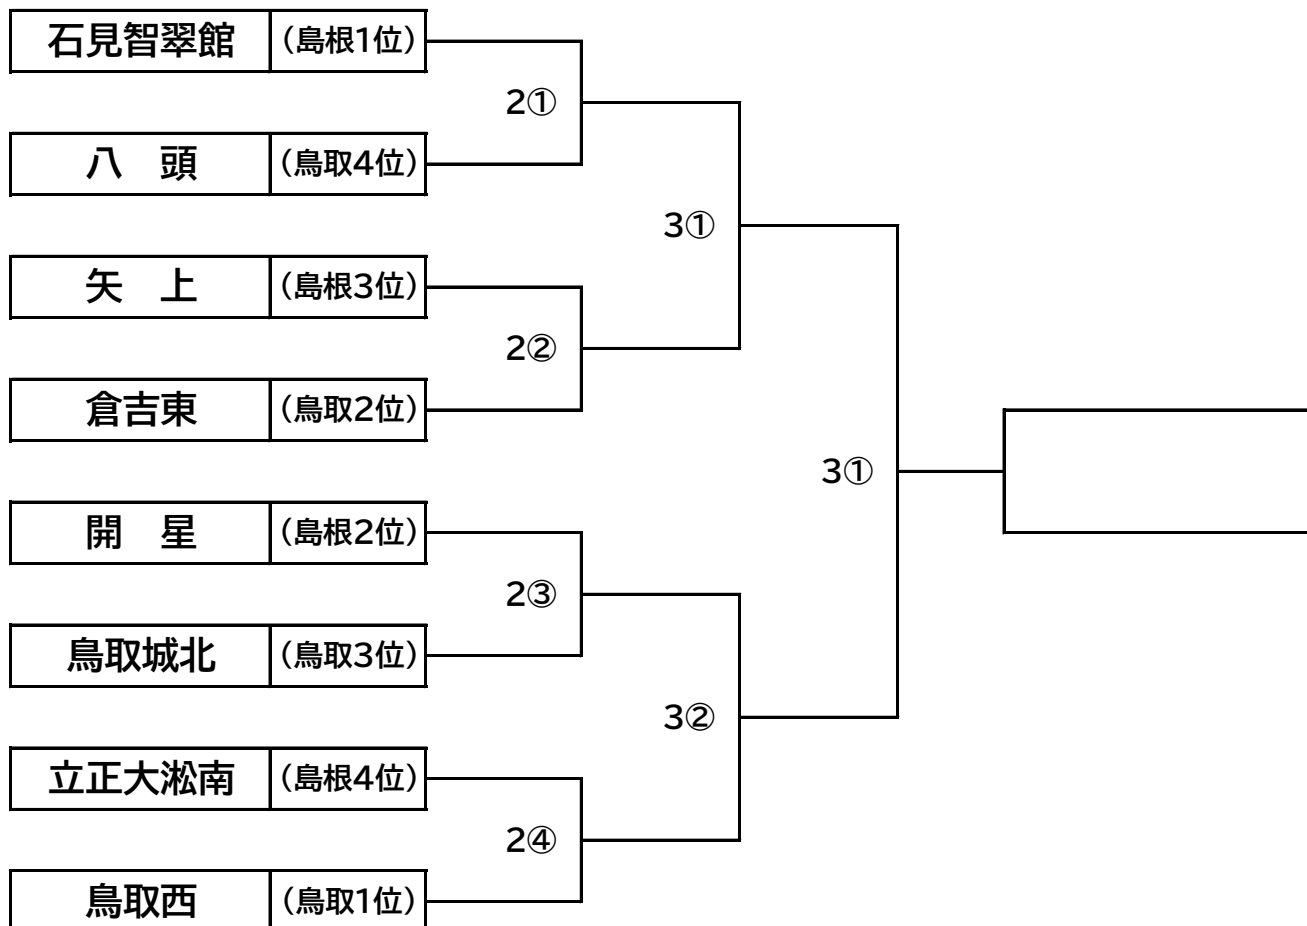 石見智翠館 (島根1位)
2①
八　頭 (鳥取4位)
3①
矢　上 (島根3位)
2②
倉吉東 (鳥取2位)
3①
開　星 (島根2位)
2③
鳥取城北 (鳥取3位)
3②
立正大淞南 (島根4位)
2④
鳥取西 (鳥取1位)